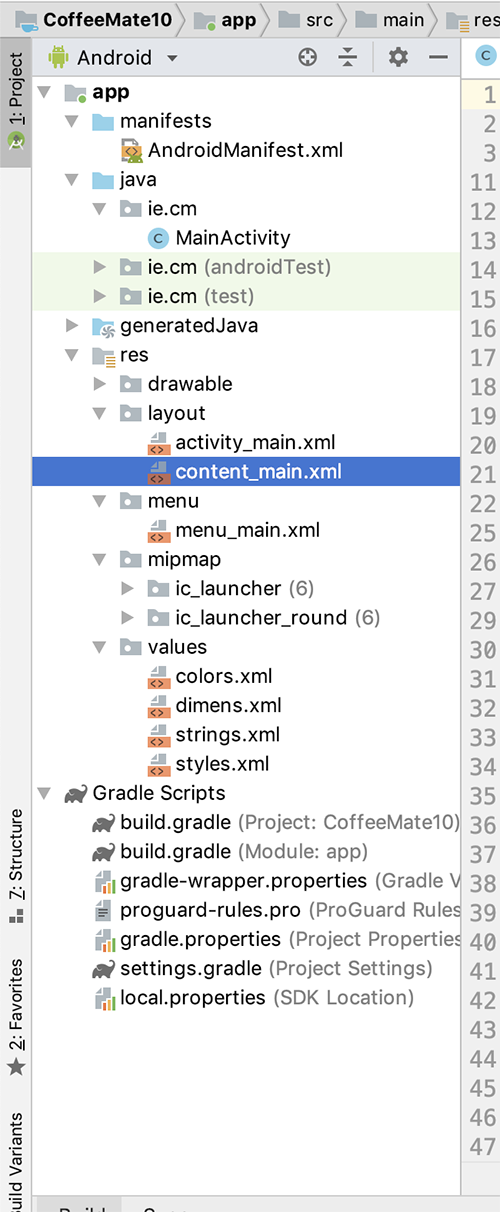 CoffeeMate10 app src main res
1: Project
Android
app
manifests
AndroidManifest.xml
java
ie.cm
MainActivity
ie.cm (androidTest)
ie.cm (test)
generatedJava
res
drawable
layout
activity_main.xml
content_main.xml
menu
menu_main.xml
mipmap
ic_launcher (6)
ic_launcher_round (6)
values
colors.xml
dimens.xml
strings.xml
styles.xml
Gradle Scripts
build.gradle (Project: CoffeeMate10)
build.gradle (Module: app)
gradle-wrapper.properties (Gradle V
proguard-rules.pro (ProGuard Rules
gradle.properties (Project Properties
settings.gradle (Project Settings)
local.properties (SDK Location)
7: Structure
2: Favorites
uild Variants
C
1
2
3
11
12
13
14
15
16
17
18
19
20
21
22
25
26
27
29
30
31
32
33
34
35
36
37
38
39
40
41
42
43
44
45
46
47